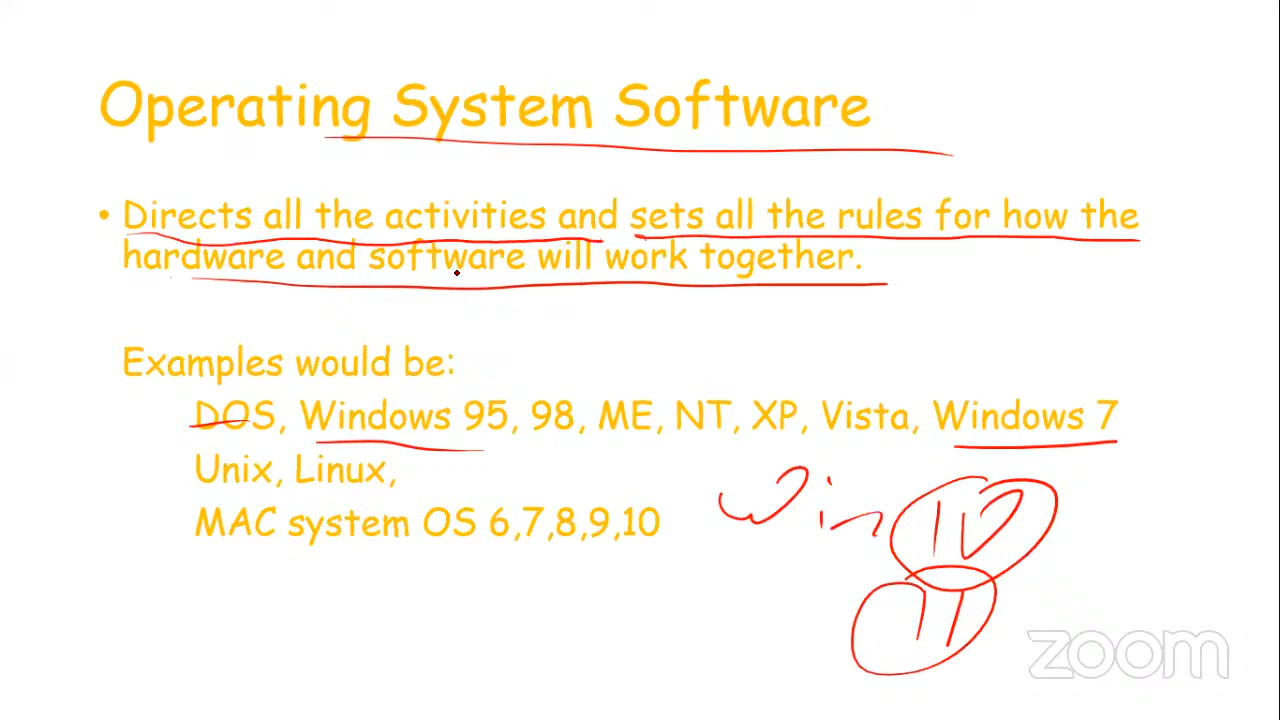 Operating System Software
• Directs all the activities and sets all the rules for how the
hardware and software will work together.
Examples would be:
DOS, Windows 95, 98, ME, NT, XP, Vista, Windows 7
Unix, Linux,
MAC system OS 6,7,8,9,10
Win 10
11
zoom